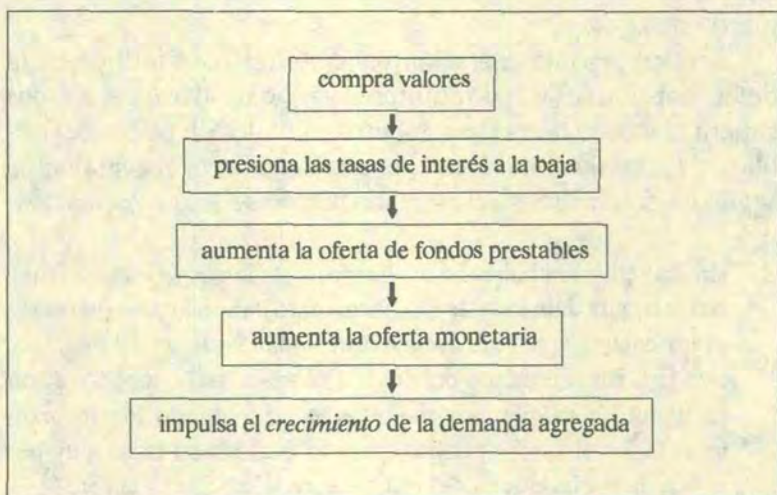 compra valores
presiona las tasas de interés a la baja
aumenta la oferta de fondos prestables
aumenta la oferta monetaria
impulsa el crecimiento de la demanda agregada